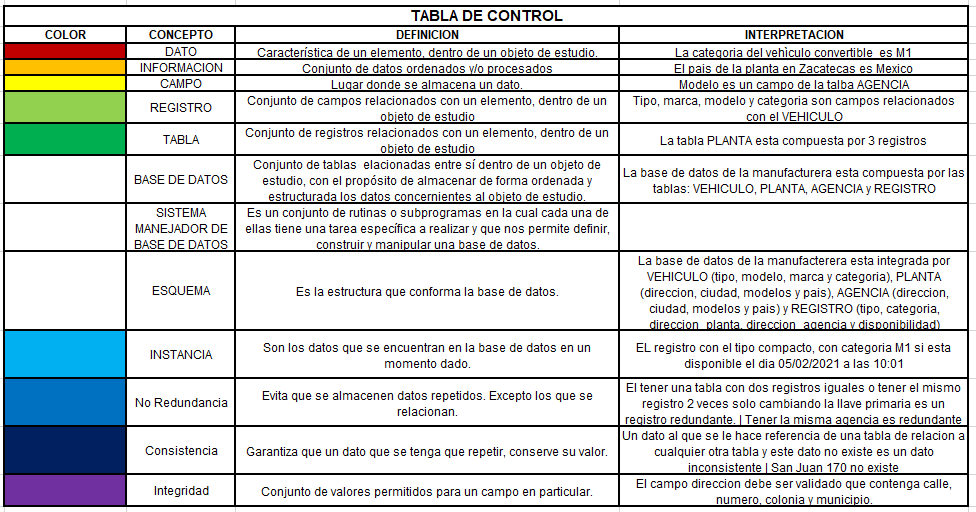 TABLA DE CONTROL
COLOR CONCEPTO DEFINICION INTERPRETACION
DATO Característica de un elemento, dentro de un objeto de estudio. La categoria del vehìculo convertible es M1
INFORMACION Conjunto de datos ordenados y/o procesados El pais de la planta en Zacatecas es Mexico
CAMPO Lugar donde se almacena un dato. Modelo es un campo de la talba AGENCIA
REGISTRO
Conjunto de campos relacionados con un elemento, dentro de un
objeto de estudio
Tipo, marca, modelo y categoria son campos relacionados
con el VEHICULO
TABLA
Conjunto de registros relacionados con un elemento, dentro de un
objeto de estudio
La tabla PLANTA esta compuesta por 3 registros
BASE DE DATOS
Conjunto de tablas elacionadas entre sí dentro de un objeto de
estudio, con el propósito de almacenar de forma ordenada y
estructurada los datos concernientes al objeto de estudio.
La base de datos de la manufacturera esta compuesta por las
tablas: VEHICULO, PLANTA, AGENCIA y REGISTRO
SISTEMA
MANEJADOR DE
BASE DE DATOS
Es un conjunto de rutinas o subprogramas en la cual cada una de
ellas tiene una tarea específica a realizar y que nos permite definir,
construir y manipular una base de datos.
ESQUEMA
Es la estructura que conforma la base de datos.
La base de datos de la manufacterera esta integrada por
VEHICULO (tipo, modelo, marca y categoria), PLANTA
(direccion, ciudad, modelos y pais), AGENCIA (direccion,
ciudad, modelos y pais) y REGISTRO (tipo, categoria,
direccion_planta, direccion_agencia y disponibilidad)
INSTANCIA
Son los datos que se encuentran en la base de datos en un
momento dado.
EL registro con el tipo compacto, con categoria M1 si esta
disponible el dia 05/02/2021 a las 10:01
No Redundancia
Evita que se almacenen datos repetidos. Excepto los que se
relacionan.
El tener una tabla con dos registros iguales o tener el mismo
registro 2 veces solo cambiando la llave primaria es un
registro redundante. | Tener la misma agencia es redundante
Consistencia
Garantiza que un dato que se tenga que repetir, conserve su valor.
Un dato al que se le hace referencia de una tabla de relacion a
cualquier otra tabla y este dato no existe es un dato
inconsistente | San Juan 170 no existe
Integridad
Conjunto de valores permitidos para un campo en particular.
El campo direccion debe ser validado que contenga calle,
numero, colonia y municipio.